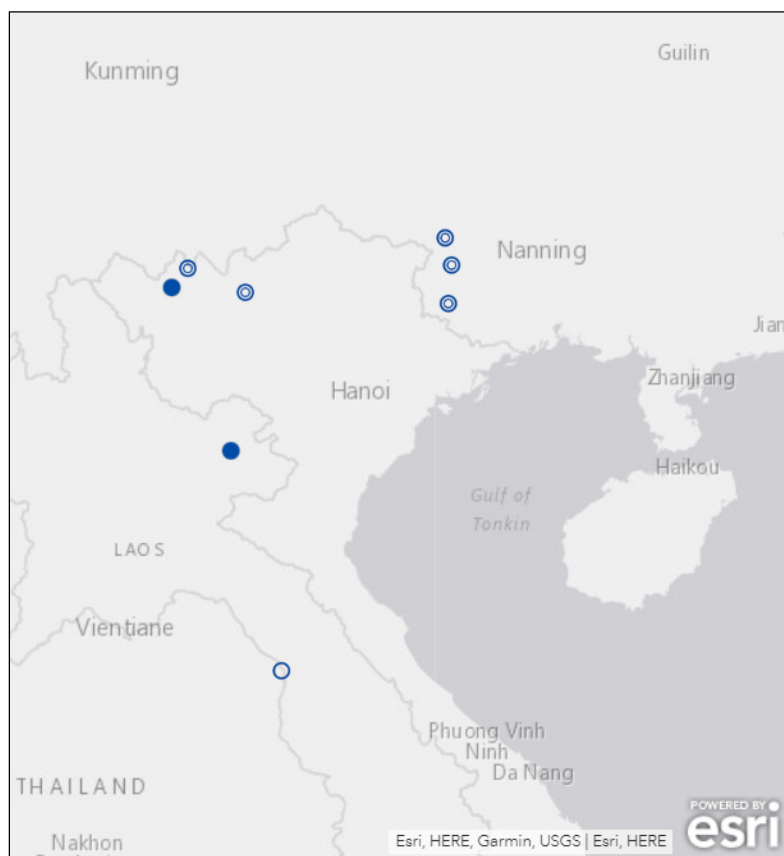 Guilin
Kunming
Nanning
Jian
Zhanjiang
Hanoi
Haikou
Gulf of
Tonkin
LAOS
Vientiane
Phuong Vinh
Ninh
Da Nang
THAILAND
POWERED BY
esri
Esri, HERE, Garmin, USGS | Esri, HERE
Nakhon